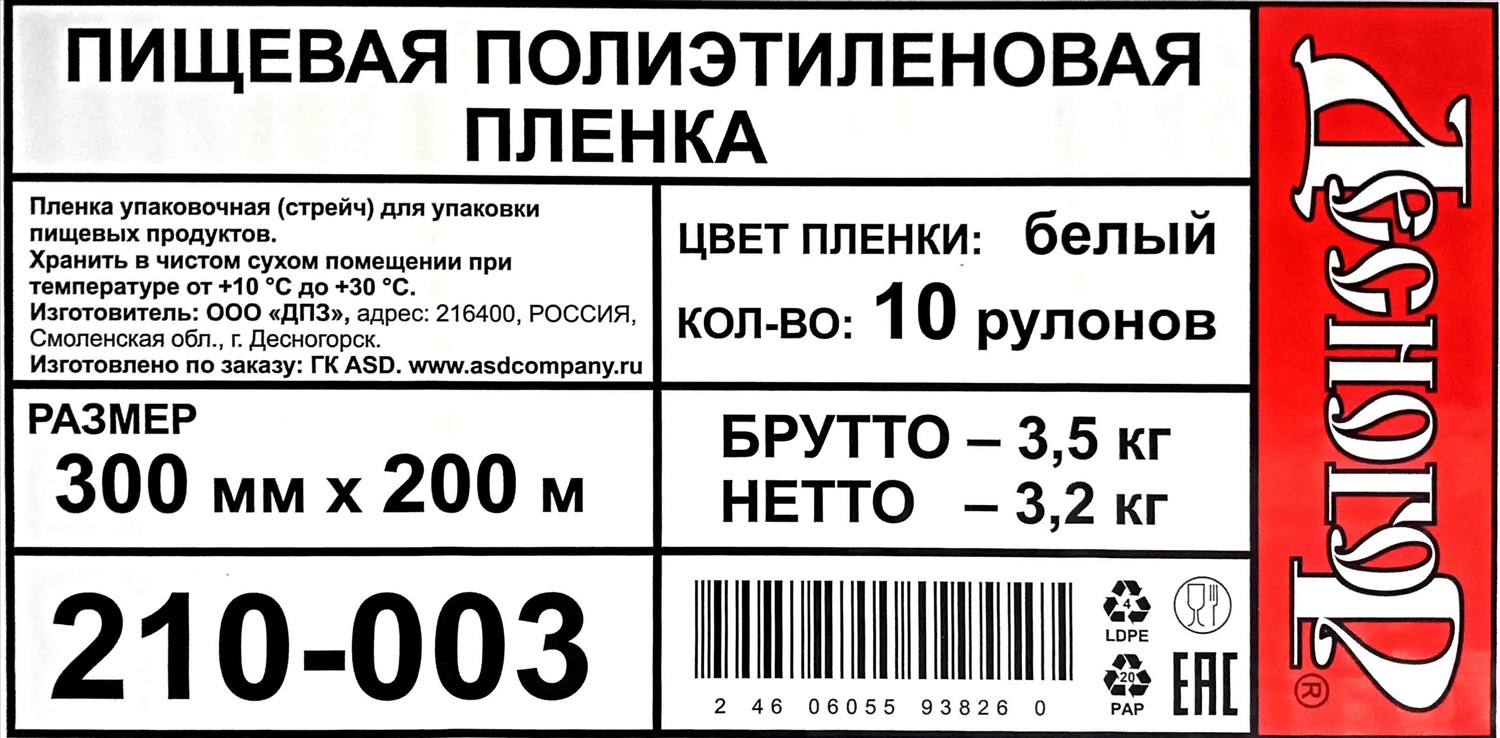 ПИЩЕВАЯ ПОЛИЭТИЛЕНОВАЯ
ПЛЕНКА
Пленка упаковочная (стрейч) для упаковки
пищевых продуктов.
Хранить в чистом сухом помещении при
температуре от +10 °C до +30 °C.
Изготовитель: ООО «ДПЗ», адрес: 216400, РОССИЯ,
Смоленская обл., г. Десногорск.
Изготовлено по заказу: ГК ASD. www.asdcompany.ru
ЦВЕТ ПЛЕНКИ: белый
КОЛ-ВО: 10 рулонов
РАЗМЕР
300 мм x 200 м
БРУТТО – 3,5 кг
НЕТТО – 3,2 кг
210-003
2 46 06055 93826 0
4
LDPE
20
PAP
EAC
Десногор®